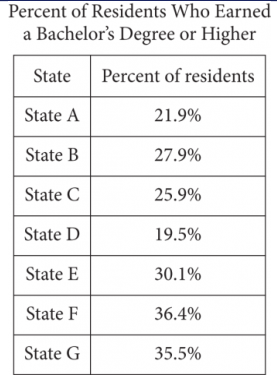 Percent of Residents Who Earned
a Bachelor's Degree or Higher
State Percent of residents
State A 21.9%
State B 27.9%
State C 25.9%
State D 19.5%
State E 30.1%
State F 36.4%
State G 35.5%